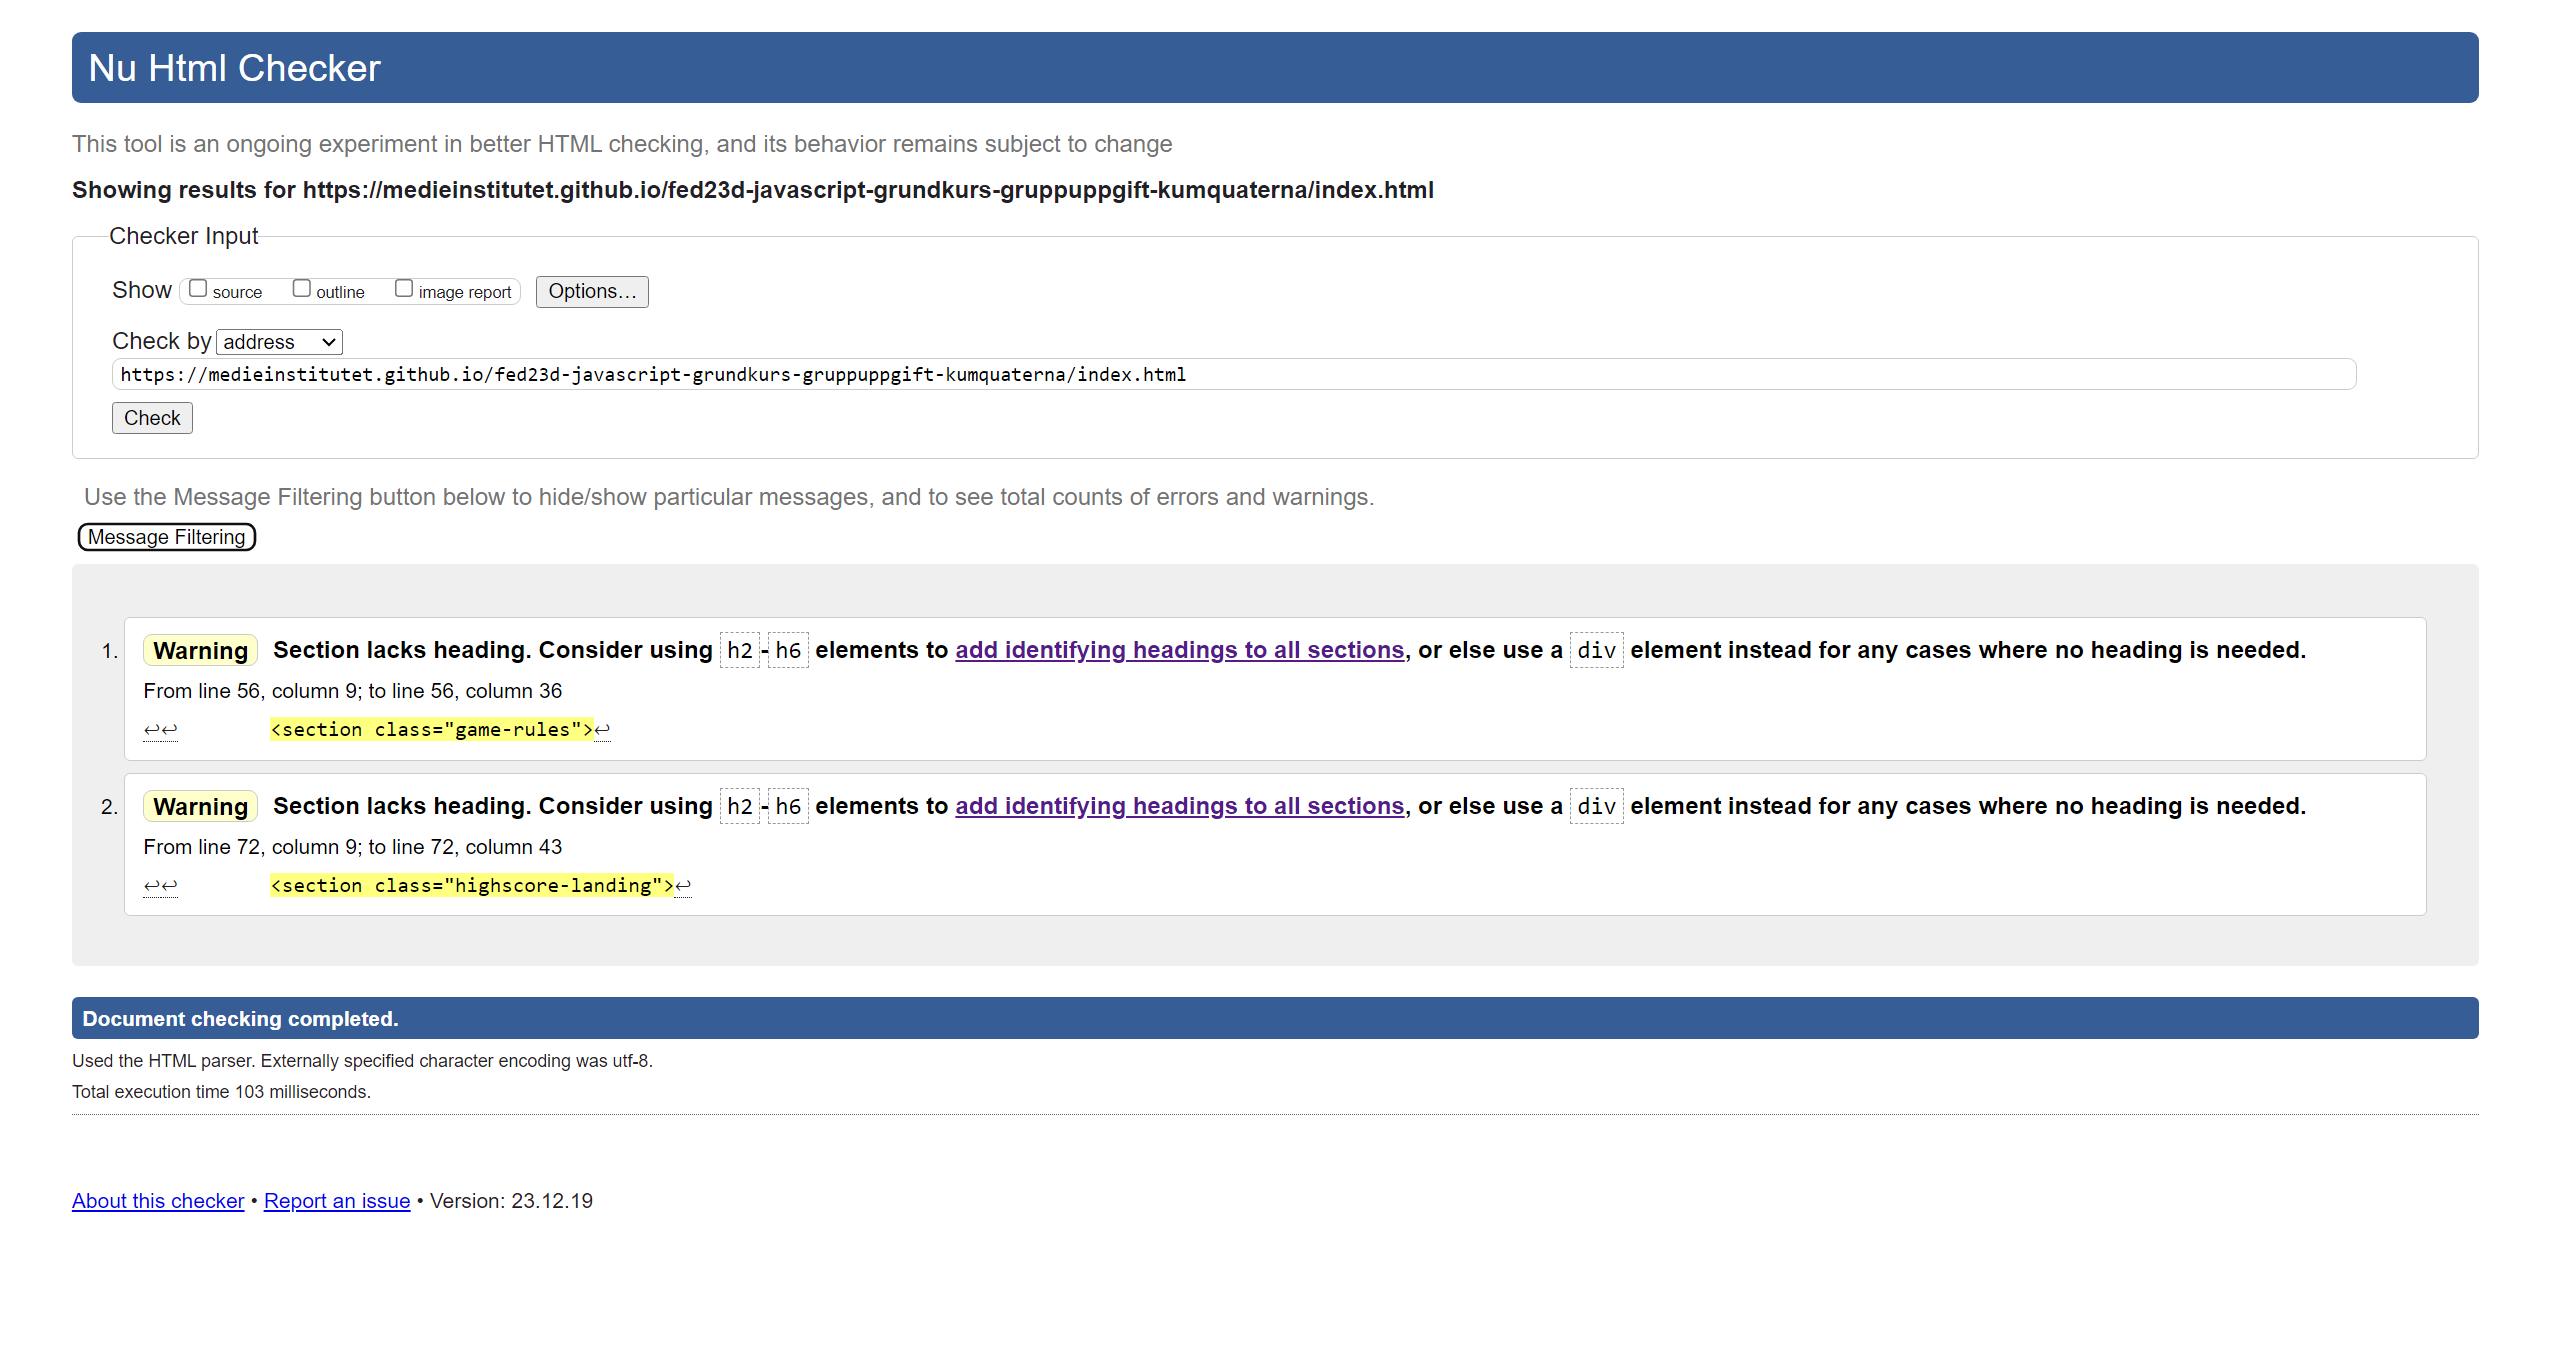 Nu Html Checker
This tool is an ongoing experiment in better HTML checking, and its behavior remains subject to change
Showing results for https://medieinstitutet.github.io/fed23d-javascript-grundkurs-gruppuppgift-kumquaterna/index.html
Checker Input
Show source outline image report Options...
Check by address
https://medieinstitutet.github.io/fed23d-javascript-grundkurs-gruppuppgift-kumquaterna/index.html
Check
Use the Message Filtering button below to hide/show particular messages, and to see total counts of errors and warnings.
Message Filtering
1. Warning Section lacks heading. Consider using h2-h6 elements to add identifying headings to all sections, or else use a div element instead for any cases where no heading is needed.
From line 56, column 9; to line 56, column 36
↩↩ <section class="game-rules">↩
2. Warning Section lacks heading. Consider using h2-h6 elements to add identifying headings to all sections, or else use a div element instead for any cases where no heading is needed.
From line 72, column 9; to line 72, column 43
↩↩ <section class="highscore-landing">↩
Document checking completed.
Used the HTML parser. Externally specified character encoding was utf-8.
Total execution time 103 milliseconds.
About this checker • Report an issue • Version: 23.12.19